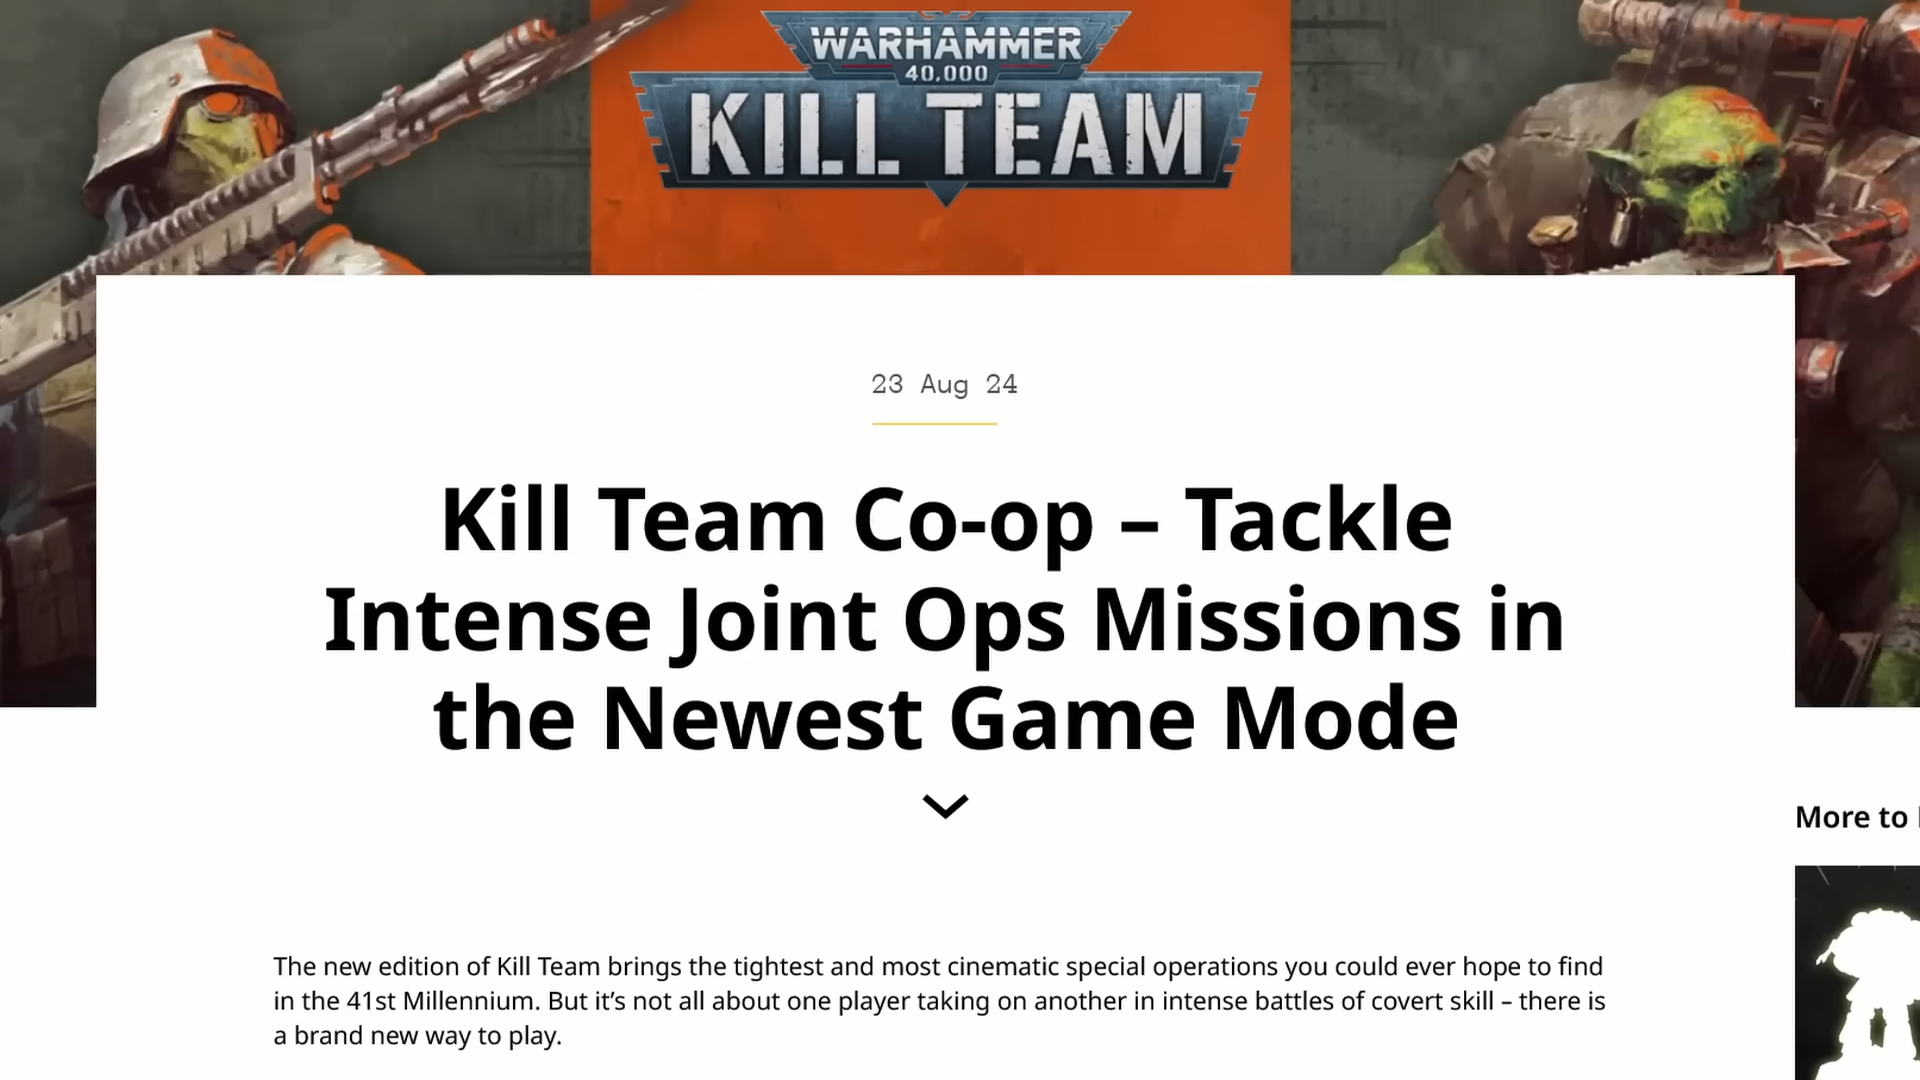 WARHAMMER
40,000
KILL TEAM
23 Aug 24
Kill Team Co-op – Tackle
Intense Joint Ops Missions in
the Newest Game Mode
More to
The new edition of Kill Team brings the tightest and most cinematic special operations you could ever hope to find
in the 41st Millennium. But it’s not all about one player taking on another in intense battles of covert skill – there is
a brand new way to play.